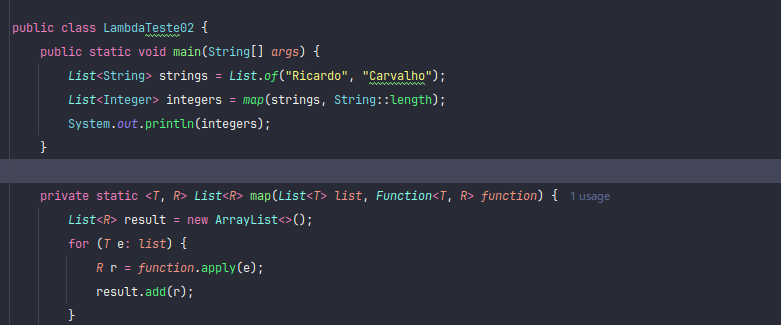 public class LambdaTeste02 {
    public static void main(String[] args) {
        List<String> strings = List.of("Ricardo", "Carvalho");
        List<Integer> integers = map(strings, String::length);
        System.out.println(integers);
    }
    private static <T, R> List<R> map(List<T> list, Function<T, R> function) { 1 usage
        List<R> result = new ArrayList<>();
        for (T e: list) {
            R r = function.apply(e);
            result.add(r);
        }